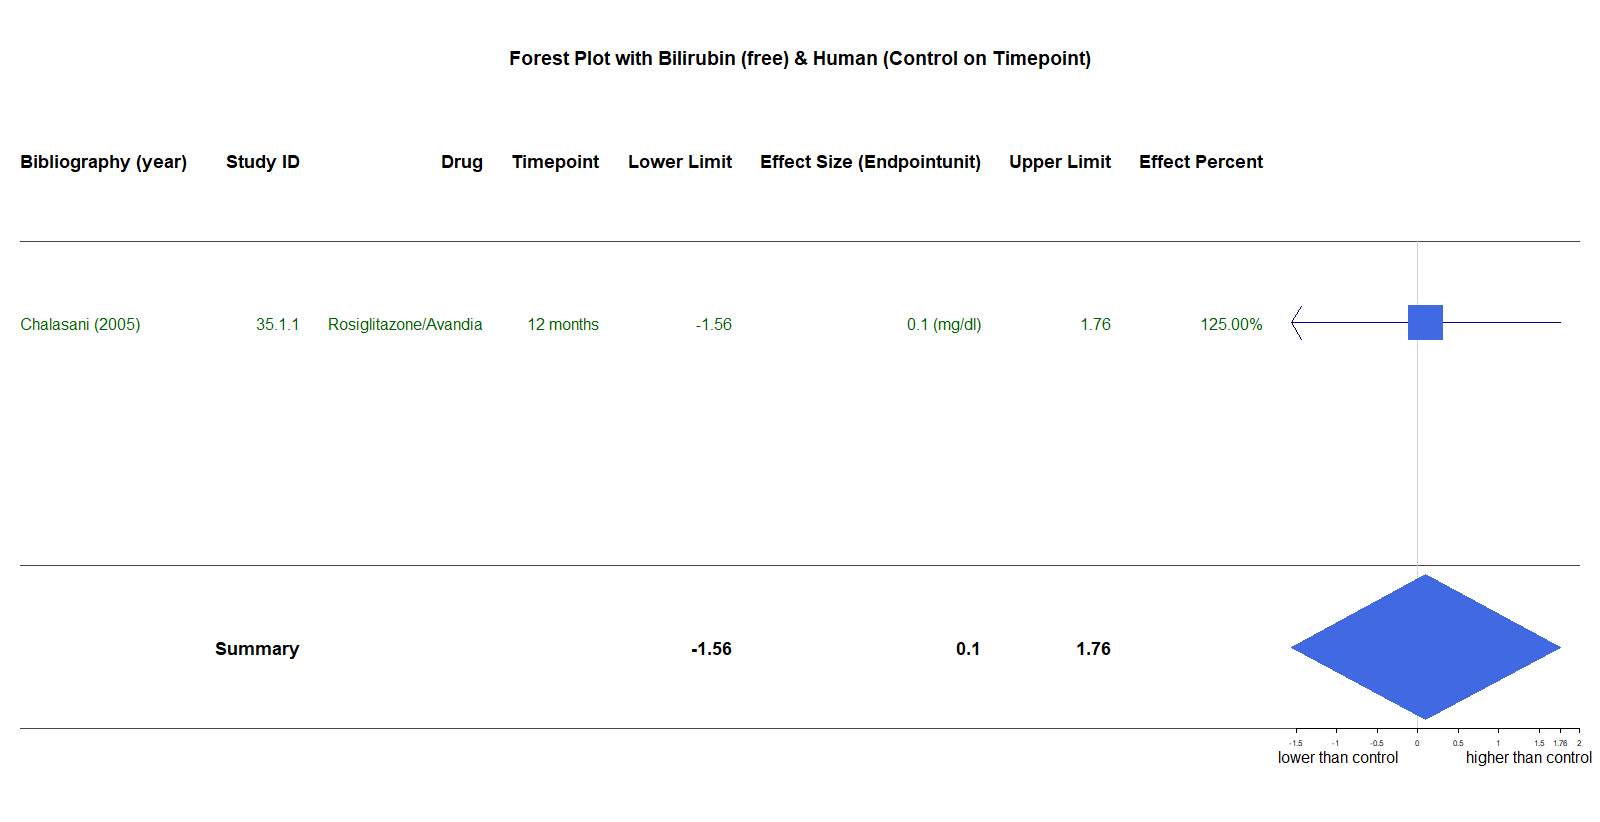 Forest Plot with Bilirubin (free) & Human (Control on Timepoint)
Bibliography (year) Study ID Drug Timepoint Lower Limit Effect Size (Endpointunit) Upper Limit Effect Percent
Chalasani (2005) 35.1.1 Rosiglitazone/Avandia 12 months -1.56 0.1 (mg/dl) 1.76 125.00%
Summary -1.56 0.1 1.76
-1.5 -1 -0.5 0 0.5 1 1.5 1.76 2
lower than control higher than control